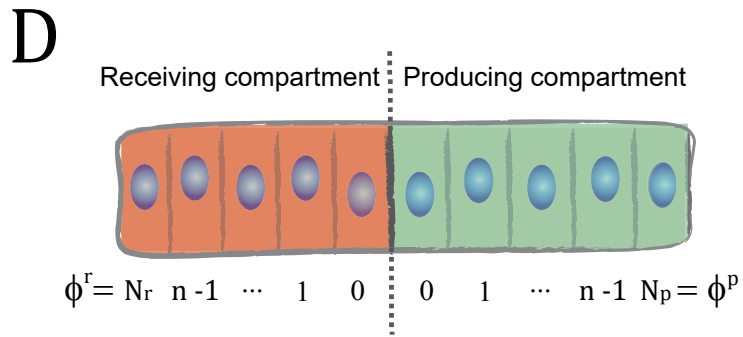 D
Receiving compartment Producing compartment
ϕʳ= Nr n -1 ··· 1 0 0 1 ··· n -1 Np= ϕᵖ